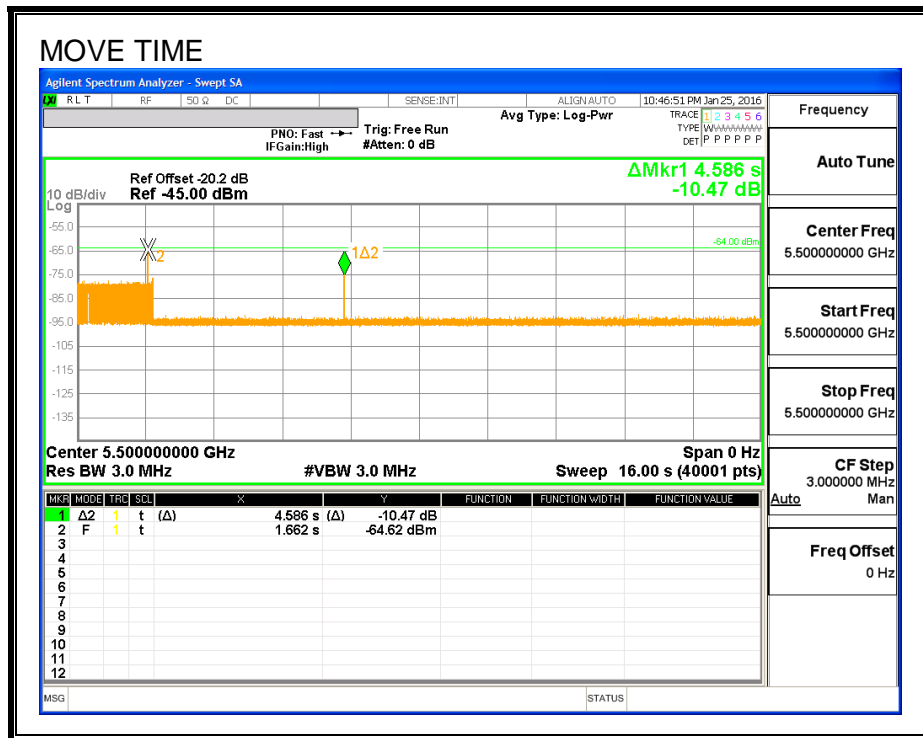 MOVE TIME
Agilent Spectrum Analyzer - Swept SA
LXI RLT RF 50 Ω DC SENSE:INT ALIGNAUTO 10:46:51 PM Jan 25, 2016
PNO: Fast
IFGain:High
Trig: Free Run
#Atten: 0 dB
Avg Type: Log-Pwr
TRACE 1 2 3 4 5 6
TYPE WWWWWW
DET P P P P P P
ΔMkr1 4.586 s
-10.47 dB
Ref Offset -20.2 dB
10 dB/div Ref -45.00 dBm
Log
-55.0
-65.0
-75.0
-85.0
-95.0
-105
-115
-125
-135
2
1Δ2
-64.00 dBm
Center 5.500000000 GHz Span 0 Hz
Res BW 3.0 MHz #VBW 3.0 MHz Sweep 16.00 s (40001 pts)
MKR MODE TRC SCL X Y FUNCTION FUNCTION WIDTH FUNCTION VALUE
1 Δ2 1 t (Δ) 4.586 s (Δ) -10.47 dB
2 F 1 t 1.662 s -64.62 dBm
3
4
5
6
7
8
9
10
11
12
MSG STATUS
Frequency
Auto Tune
Center Freq
5.500000000 GHz
Start Freq
5.500000000 GHz
Stop Freq
5.500000000 GHz
CF Step
3.000000 MHz
Auto Man
Freq Offset
0 Hz